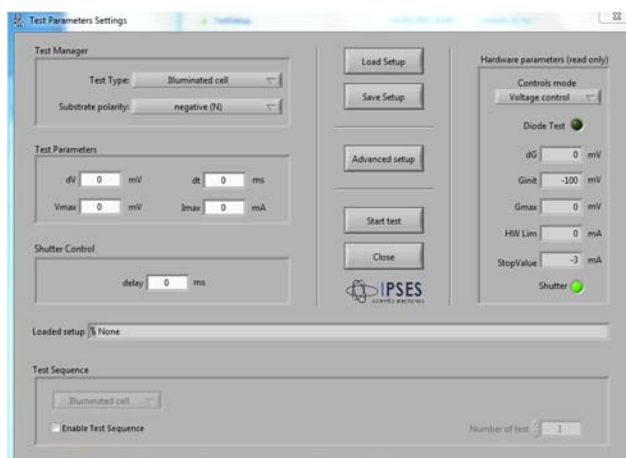 Test Parameters Settings
Test Manager
Test Type: Illuminated cell
Substrate polarity: negative (N)
Test Parameters
dV 0 mV dt 0 ms
Vmax 0 mV Imax 0 mA
Shutter Control
delay 0 ms
Load Setup
Save Setup
Advanced setup
Start test
Close
IPSES
Hardware parameters (read only)
Controls mode
Voltage control
Diode Test
dG 0 mV
Ginit -100 mV
Gmax 0 mV
HW Lim 0 mA
StopValue -3 mA
Shutter
Loaded setup % None
Test Sequence
Illuminated cell
Enable Test Sequence
Number of test 1